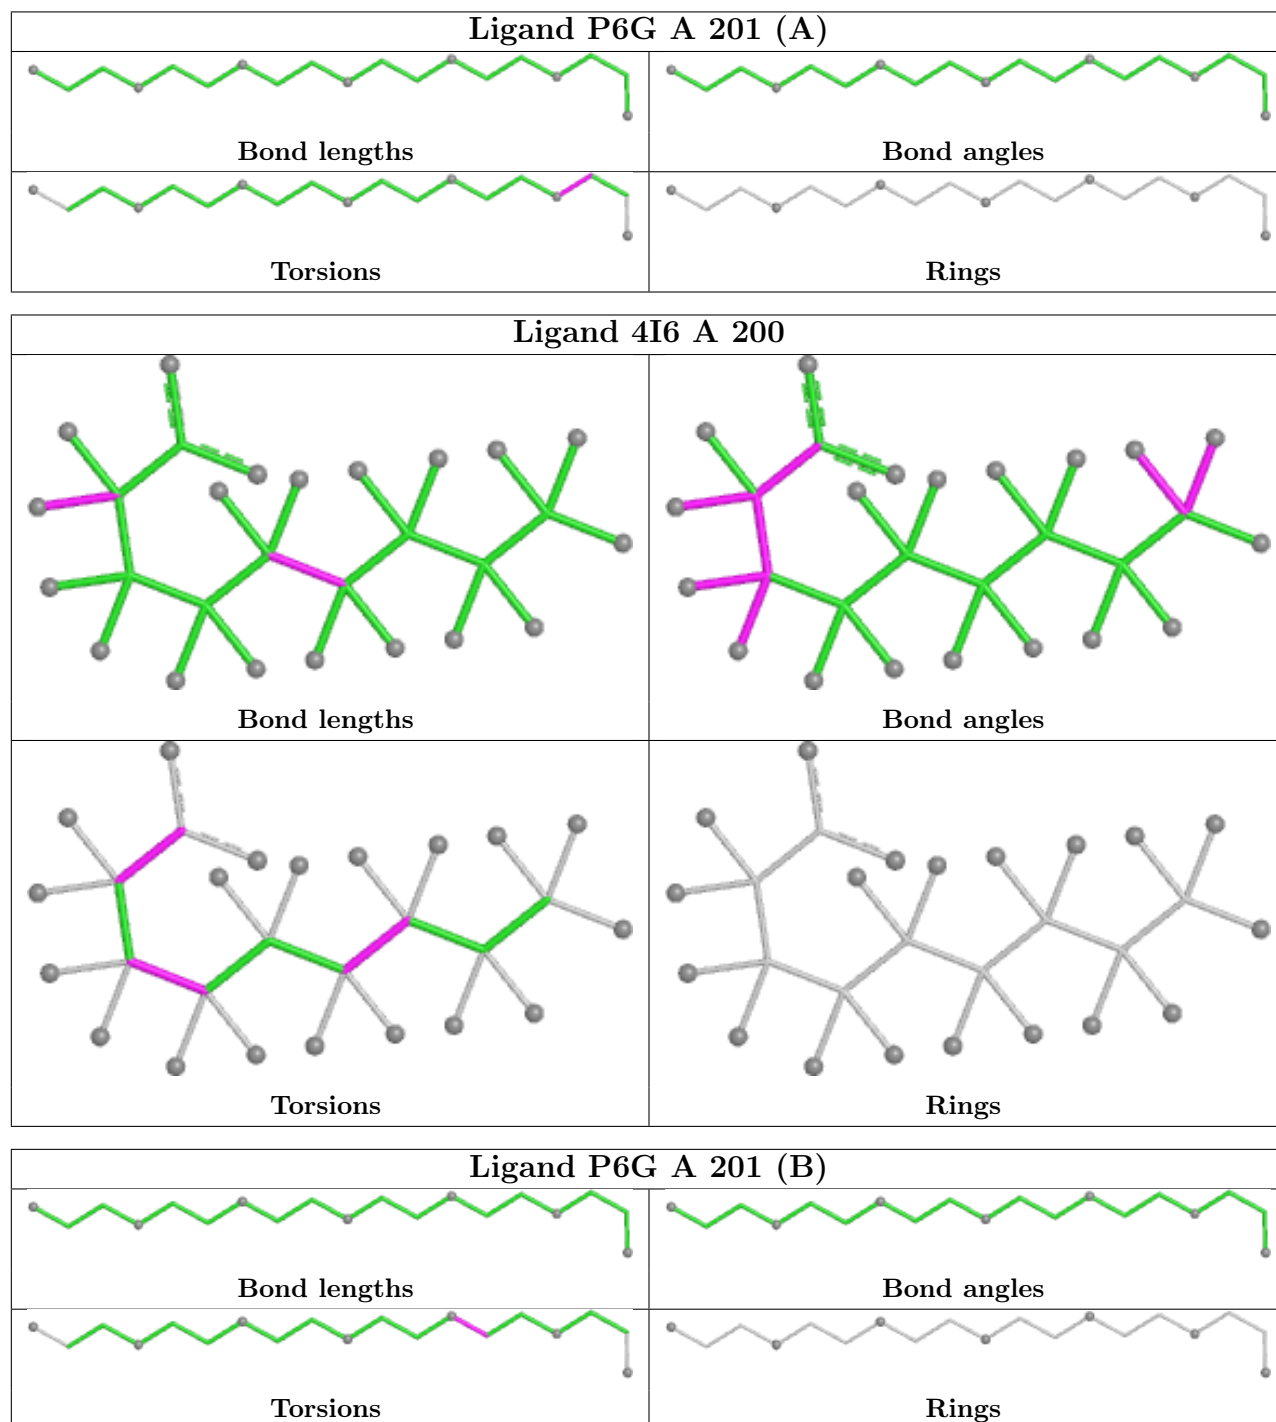 Ligand P6G A 201 (A)
Bond lengths
Bond angles
Torsions
Rings
Ligand 4I6 A 200
Bond lengths
Bond angles
Torsions
Rings
Ligand P6G A 201 (B)
Bond lengths
Bond angles
Torsions
Rings